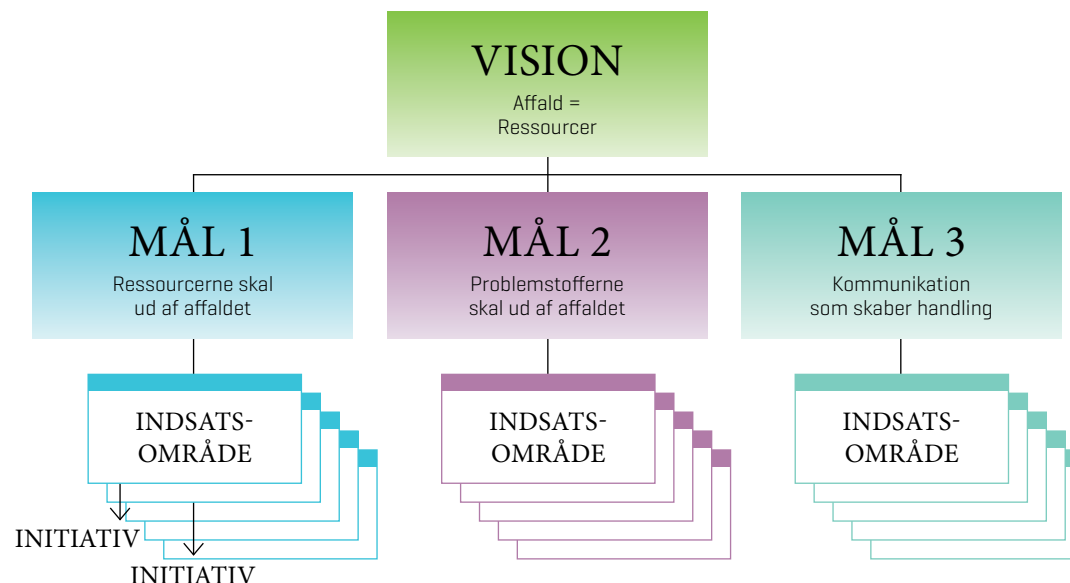 VISION
Affald =
Ressourcer
MÅL 1
Ressourcerne skal
ud af affaldet
MÅL 2
Problemstofferne
skal ud af affaldet
MÅL 3
Kommunikation
som skaber handling
INDSATS-
OMRÅDE
INDSATS-
OMRÅDE
INDSATS-
OMRÅDE
INITIATIV
INITIATIV